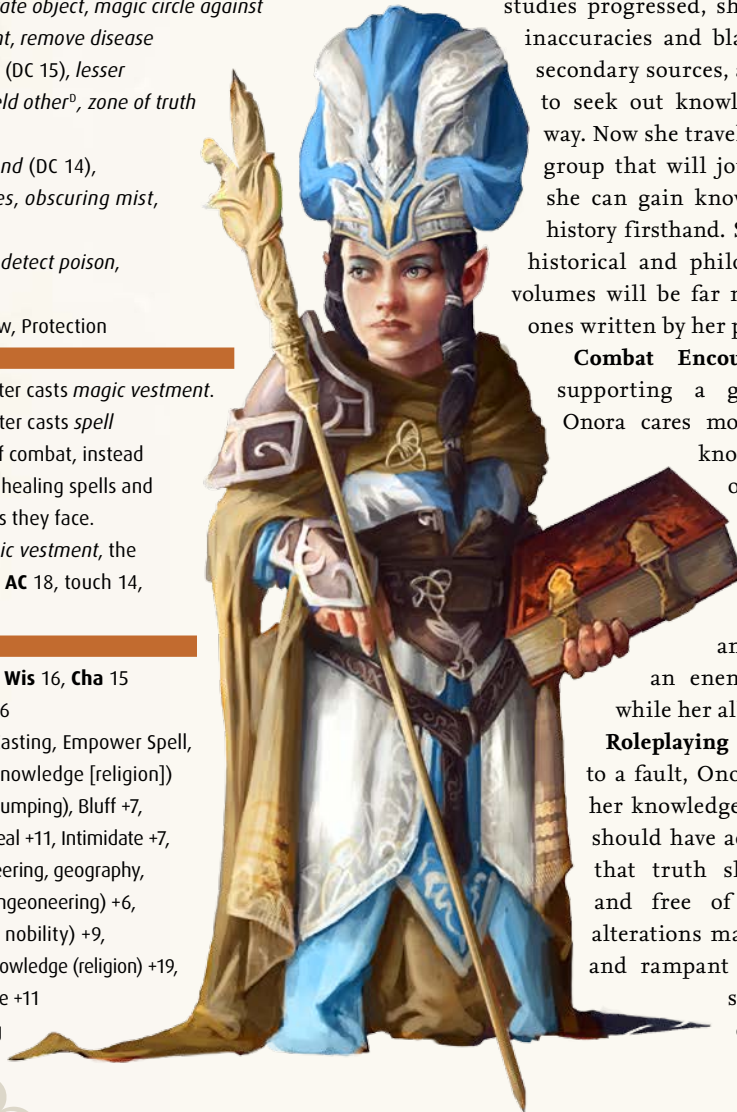 ate object, magic circle against
nt, remove disease
(DC 15), lesser
eld otherᴰ, zone of truth
nd (DC 14),
es, obscuring mist,
detect poison,
w, Protection
ter casts magic vestment.
ter casts spell
f combat, instead
healing spells and
s they face.
ic vestment, the
AC 18, touch 14,
Wis 16, Cha 15
6
asting, Empower Spell,
nowledge [religion])
umping), Bluff +7,
eal +11, Intimidate +7,
eering, geography,
ngeoneering) +6,
nobility) +9,
owledge (religion) +19,
e +11
g
studies progressed, sh
inaccuracies and bla
secondary sources, a
to seek out knowl
way. Now she travel
group that will jou
she can gain know
history firsthand. S
historical and philo
volumes will be far m
ones written by her p
Combat Encou
supporting a g
Onora cares mo
kno
o
an
an enem
while her al
Roleplaying
to a fault, Ono
her knowledge
should have ac
that truth sh
and free of
alterations ma
and rampant
s